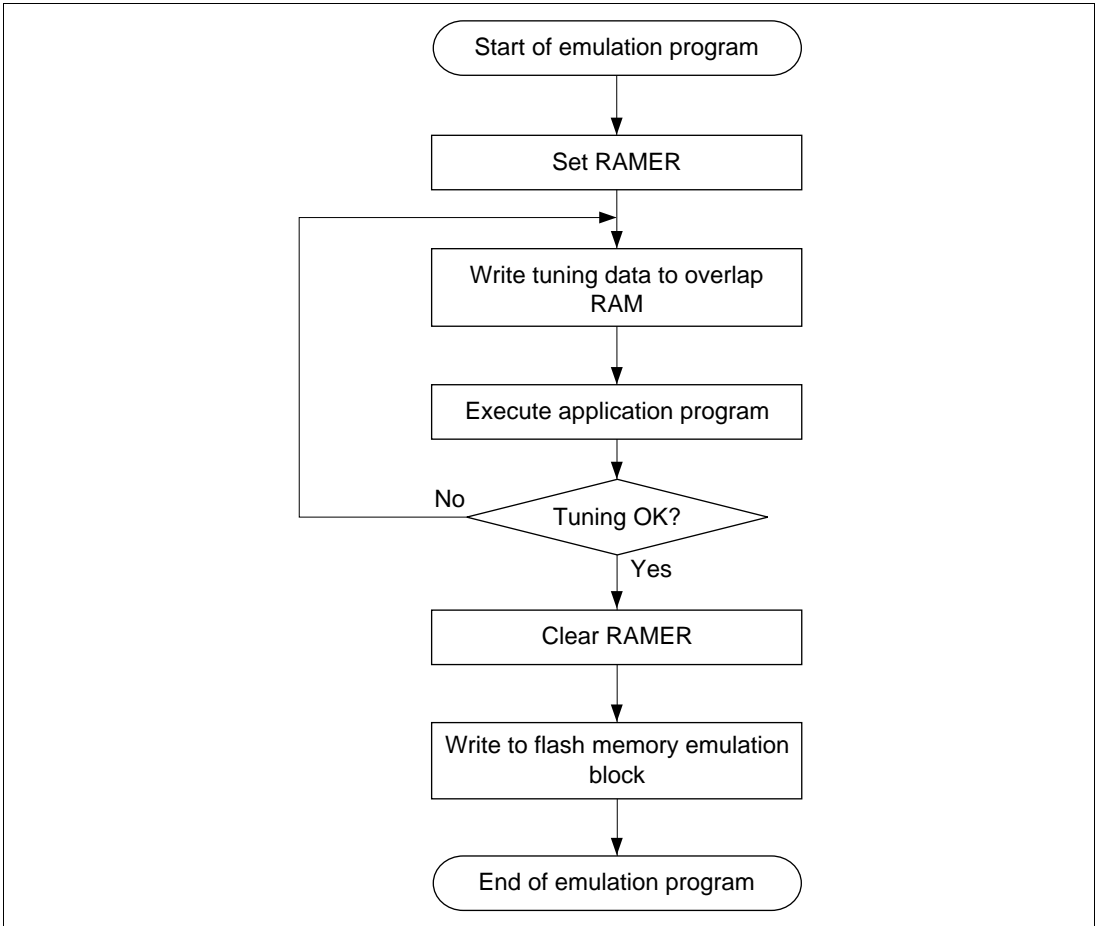 Start of emulation program
Set RAMER
Write tuning data to overlap
RAM
Execute application program
No
Tuning OK?
Yes
Clear RAMER
Write to flash memory emulation
block
End of emulation program